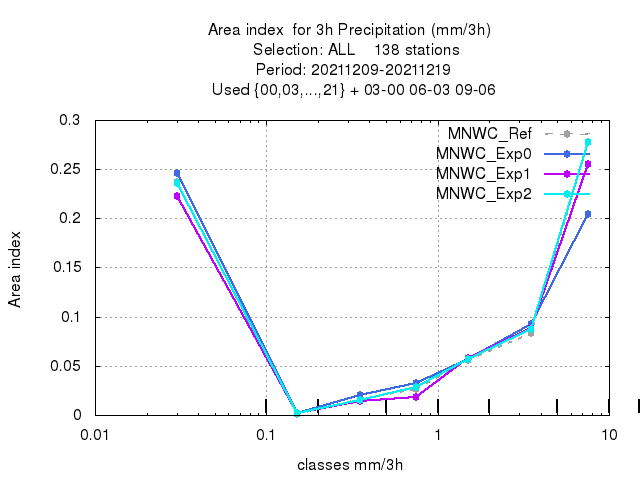 Area index for 3h Precipitation (mm/3h)
Selection: ALL 138 stations
Period: 20211209-20211219
Used {00,03,...,21} + 03-00 06-03 09-06
MNWC_Ref
MNWC_Exp0
MNWC_Exp1
MNWC_Exp2
0.3
0.25
0.2
0.15
0.1
0.05
0
Area index
0.01 0.1 1 10
classes mm/3h